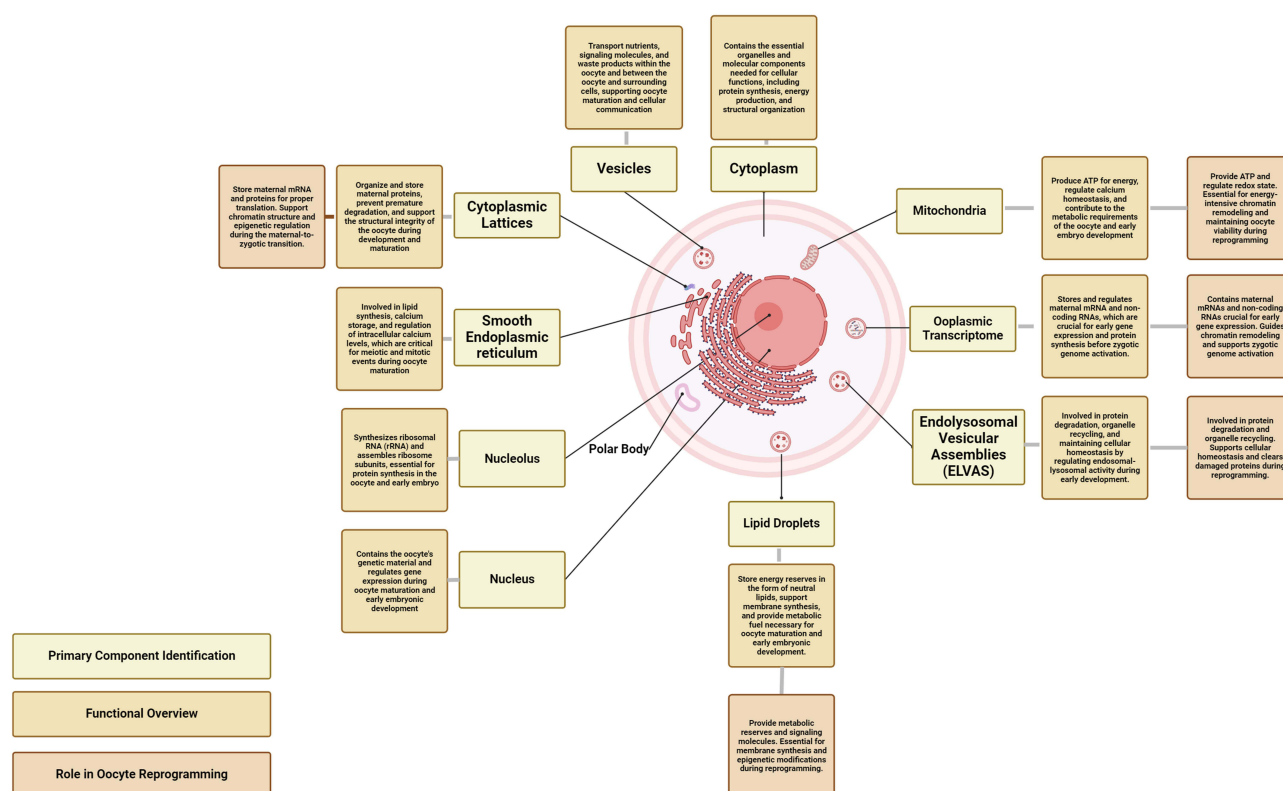 Transport nutrients,
signaling molecules, and
waste products within the
oocyte and between the
oocyte and surrounding
cells, supporting oocyte
maturation and cellular
communication
Contains the essential
organelles and
molecular components
needed for cellular
functions, including
protein synthesis, energy
production, and
structural organization
Vesicles
Cytoplasm
Store maternal mRNA
and proteins for proper
translation. Support
chromatin structure and
epigenetic regulation
during the maternal-to-
zygotic transition.
Organize and store
maternal proteins,
prevent premature
degradation, and support
the structural integrity of
the oocyte during
development and
maturation
Cytoplasmic
Lattices
Mitochondria
Produce ATP for energy,
regulate calcium
homeostasis, and
contribute to the
metabolic requirements
of the oocyte and early
embryo development
Provide ATP and
regulate redox state.
Essential for energy-
intensive chromatin
remodeling and
maintaining oocyte
viability during
reprogramming
Involved in lipid
synthesis, calcium
storage, and regulation
of intracellular calcium
levels, which are critical
for meiotic and mitotic
events during oocyte
maturation
Smooth
Endoplasmic
reticulum
Ooplasmic
Transcriptome
Stores and regulates
maternal mRNA and non-
coding RNAs, which are
crucial for early gene
expression and protein
synthesis before zygotic
genome activation.
Contains maternal
mRNAs and non-coding
RNAs crucial for early
gene expression. Guides
chromatin remodeling
and supports zygotic
genome activation
Synthesizes ribosomal
RNA (rRNA) and
assembles ribosome
subunits, essential for
protein synthesis in the
oocyte and early embryo
Nucleolus
Polar Body
Endolysosomal
Vesicular
Assemblies
(ELVAS)
Involved in protein
degradation, organelle
recycling, and
maintaining cellular
homeostasis by
regulating endosomal-
lysosomal activity during
early development.
Involved in protein
degradation and
organelle recycling.
Supports cellular
homeostasis and clears
damaged proteins during
reprogramming.
Lipid Droplets
Contains the oocyte's
genetic material and
regulates gene
expression during
oocyte maturation and
early embryonic
development
Nucleus
Store energy reserves in
the form of neutral
lipids, support
membrane synthesis,
and provide metabolic
fuel necessary for
oocyte maturation and
early embryonic
development.
Provide metabolic
reserves and signaling
molecules. Essential for
membrane synthesis and
epigenetic modifications
during reprogramming.
Primary Component Identification
Functional Overview
Role in Oocyte Reprogramming